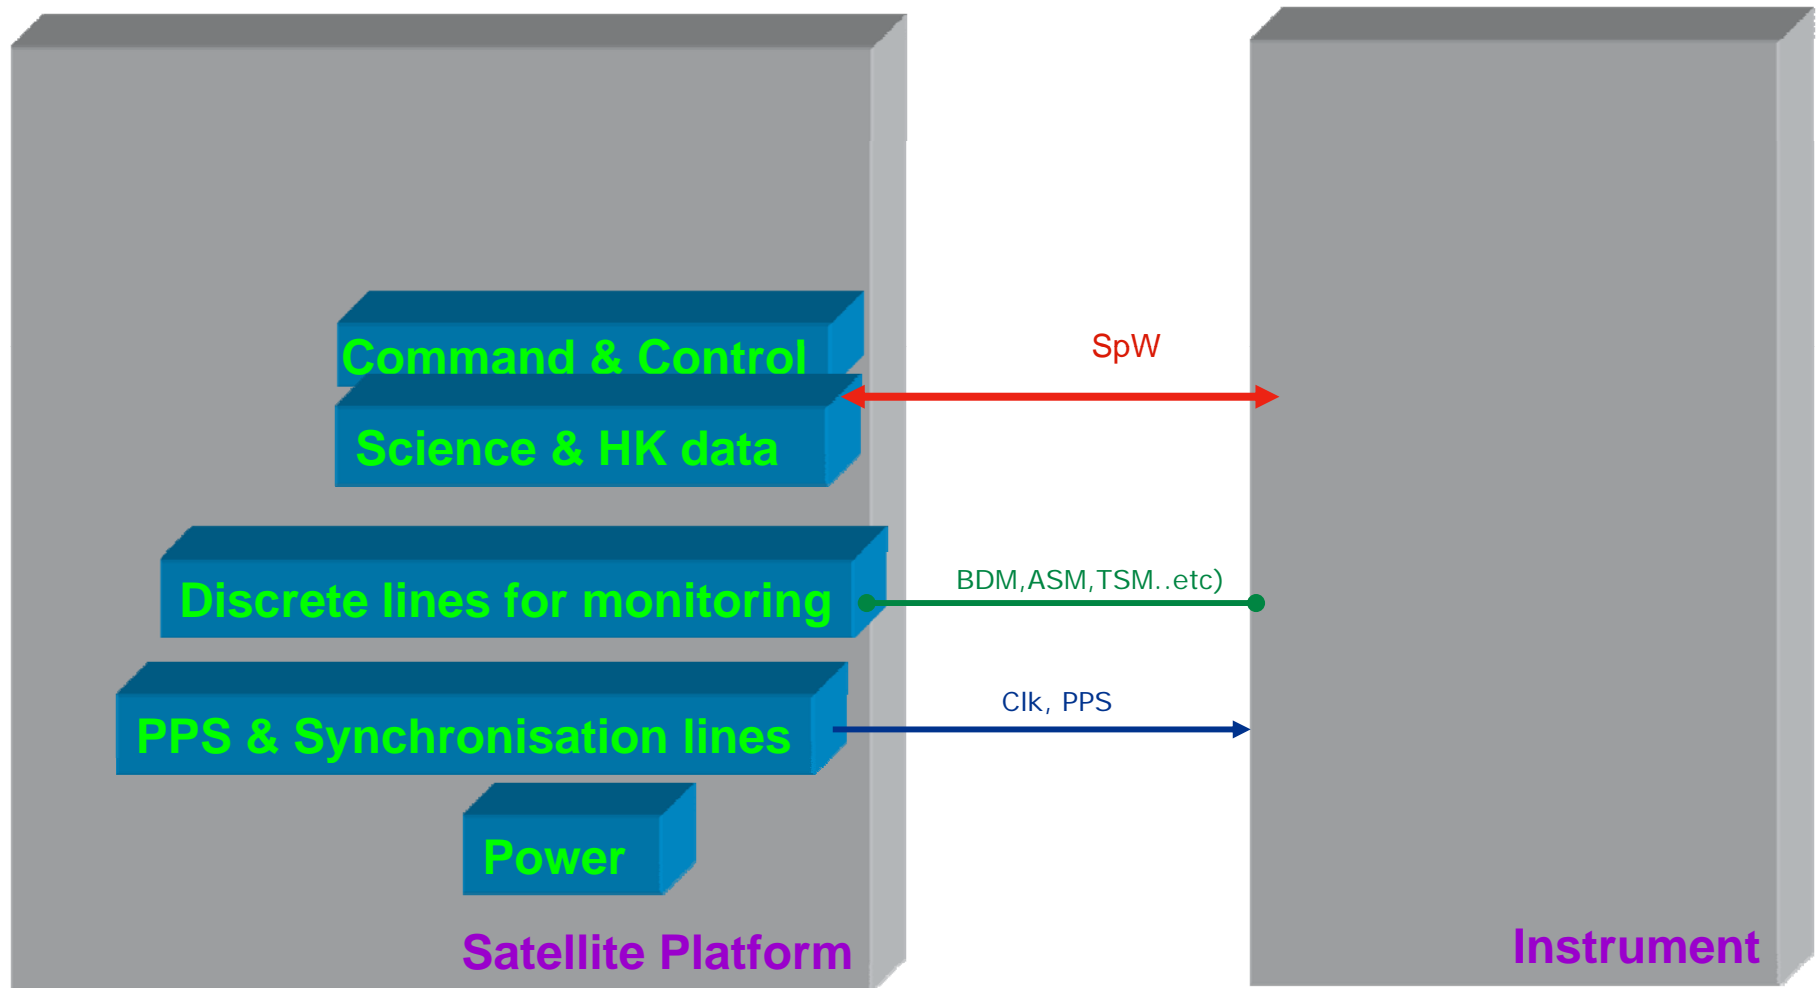 Command & Control
SpW
Science & HK data
Discrete lines for monitoring
BDM,ASM,TSM..etc)
PPS & Synchronisation lines
Clk, PPS
Power
Satellite Platform
Instrument